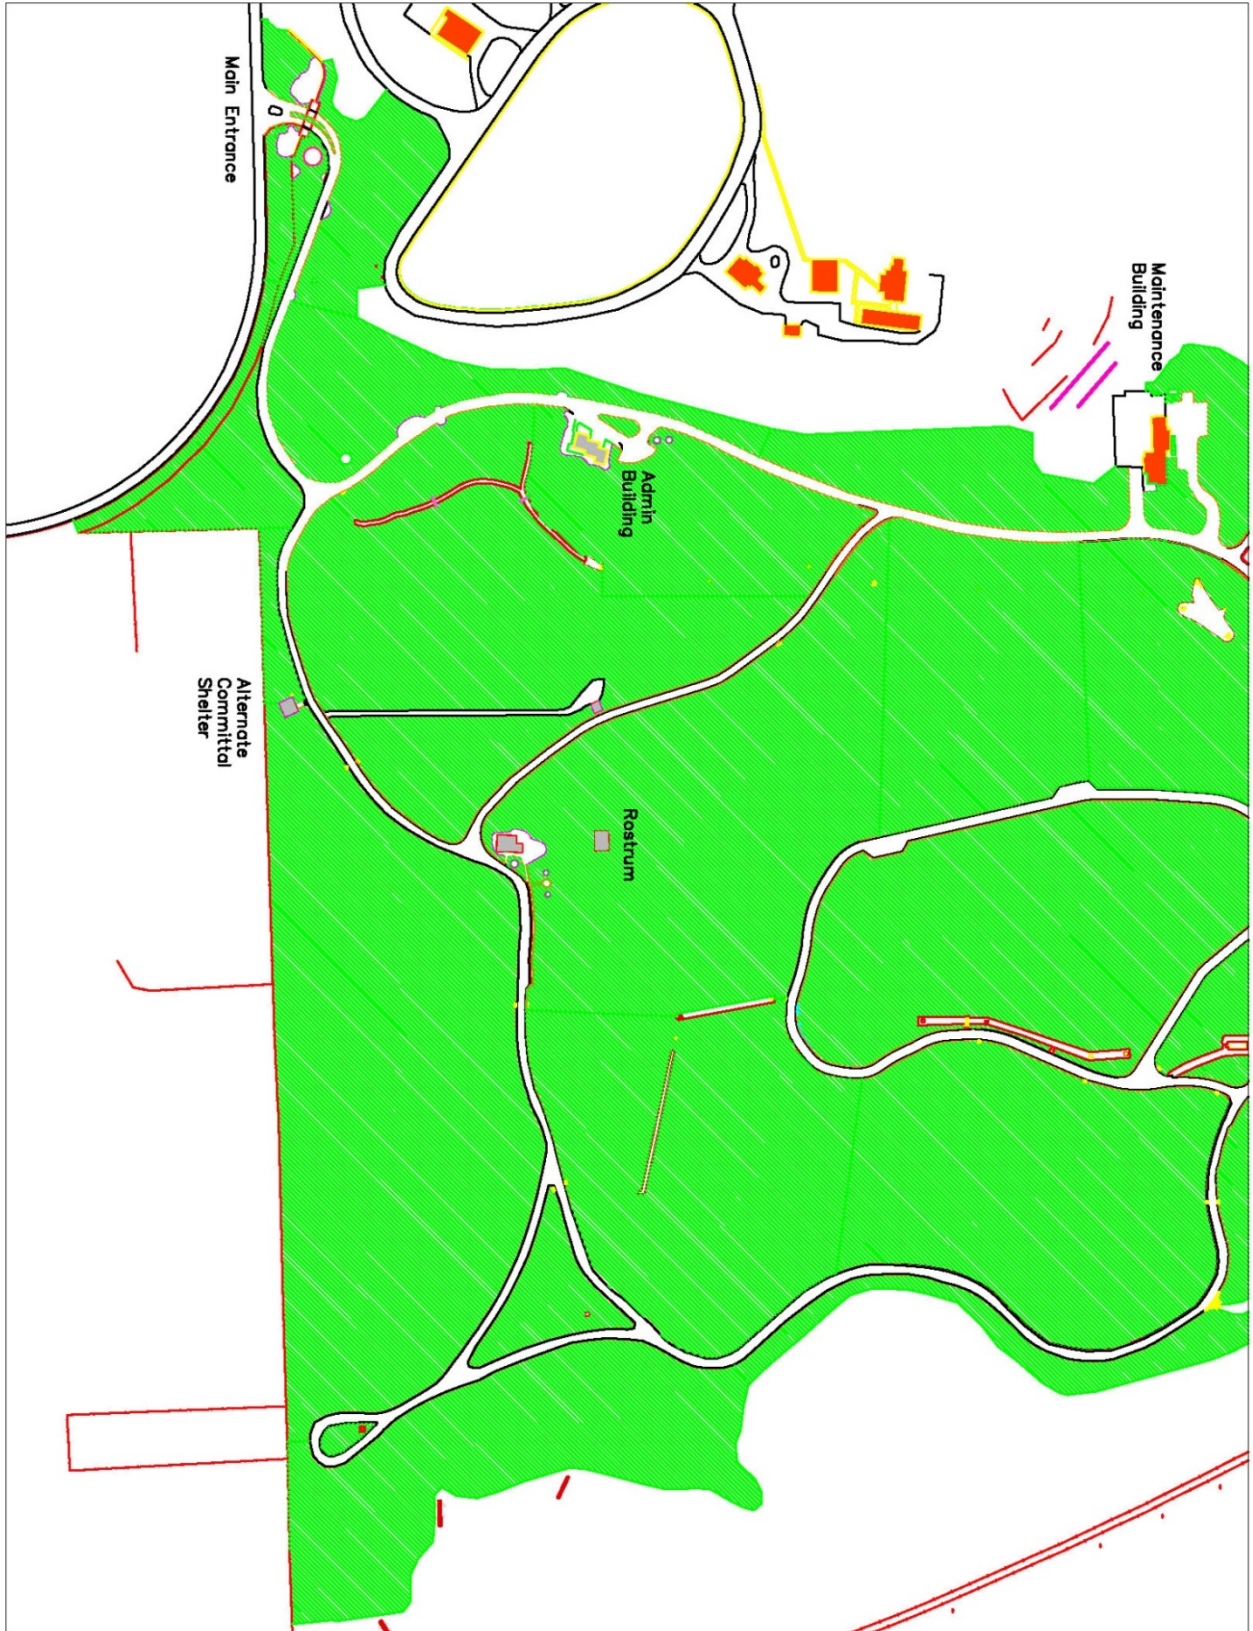 Main Entrance
Maintenance
Building
Admin
Building
Alternate
Committal
Shelter
Rostrum